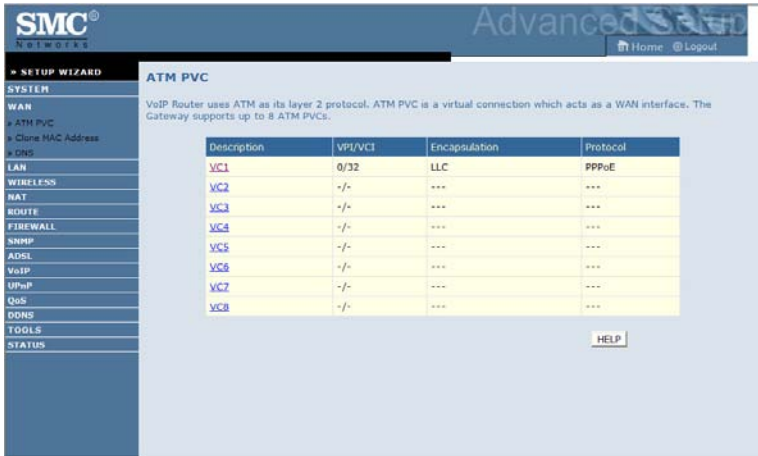 SMC®
Networks
Advanced Setup
Home Logout
» SETUP WIZARD
SYSTEM
WAN
» ATM PVC
» Clone MAC Address
» DNS
LAN
WIRELESS
NAT
ROUTE
FIREWALL
SNMP
ADSL
VoIP
UPnP
QoS
DDNS
TOOLS
STATUS
ATM PVC
VoIP Router uses ATM as its layer 2 protocol. ATM PVC is a virtual connection which acts as a WAN interface. The
Gateway supports up to 8 ATM PVCs.
Description VPI/VCI Encapsulation Protocol
VC1 0/32 LLC PPPoE
VC2 -/- --- ---
VC3 -/- --- ---
VC4 -/- --- ---
VC5 -/- --- ---
VC6 -/- --- ---
VC7 -/- --- ---
VC8 -/- --- ---
HELP